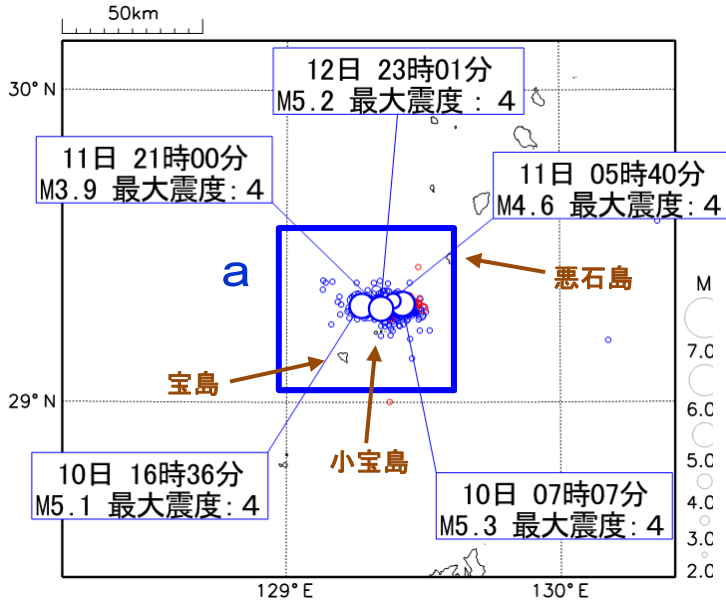 50km
30°N
12日 23時01分
M5.2 最大震度：4
11日 21時00分
M3.9 最大震度：4
11日 05時40分
M4.6 最大震度：4
a
悪石島
M
7.0
6.0
5.0
4.0
3.0
2.0
宝島
29°N
小宝島
10日 16時36分
M5.1 最大震度：4
10日 07時07分
M5.3 最大震度：4
129°E
130°E